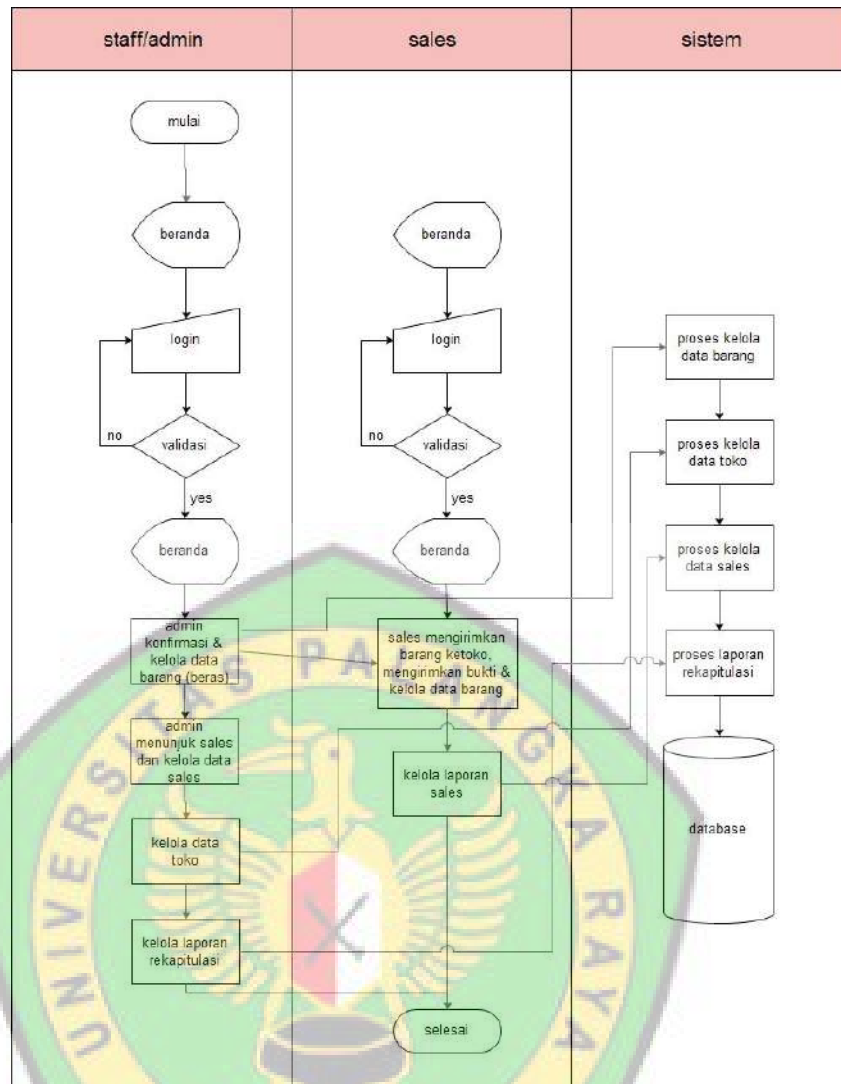 staff/admin
sales
sistem
mulai
beranda
login
no
validasi
yes
beranda
admin
konfirmasi &
kelola data
barang (beras)
admin
menunjuk sales
dan kelola data
sales
kelola data
toko
kelola laporan
rekapitulasi
beranda
login
no
validasi
yes
beranda
sales mengirimkan
barang ketoko,
mengirimkan bukti &
kelola data barang
kelola laporan
sales
selesai
proses kelola
data barang
proses kelola
data toko
proses kelola
data sales
proses laporan
rekapitulasi
database
UNIVERSITAS PALANGKA RAYA